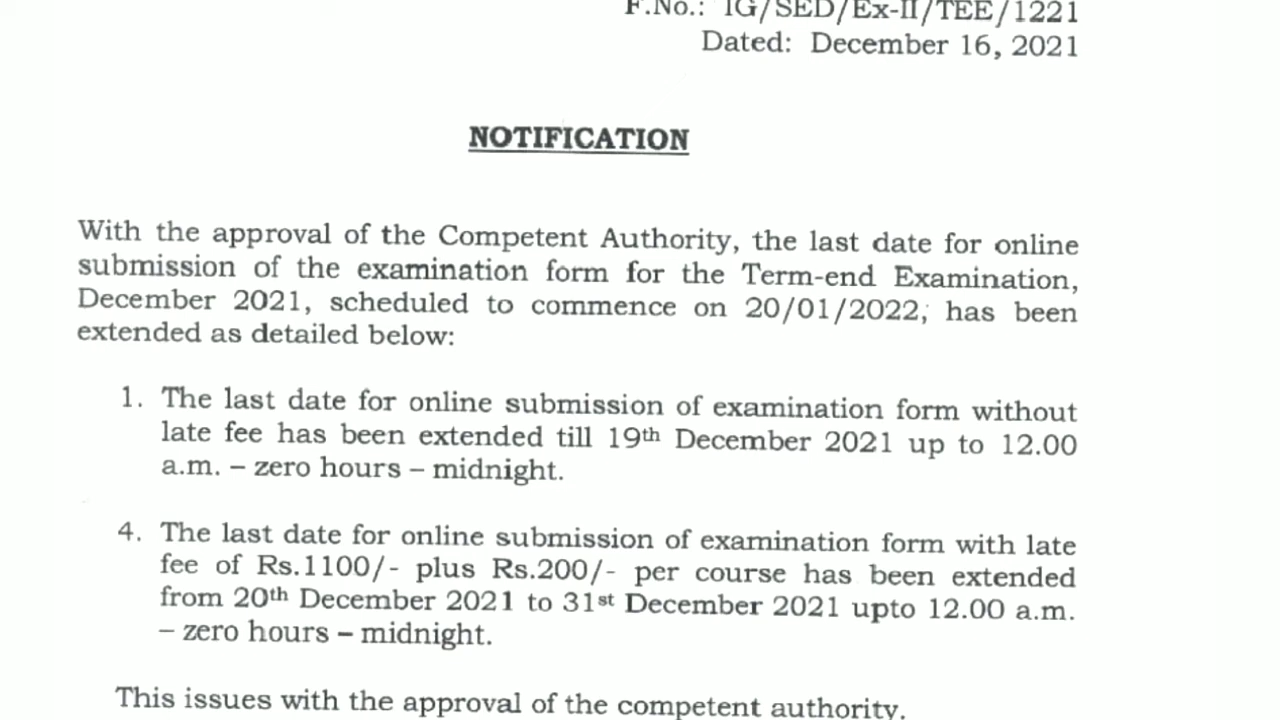 F.No.: IG/SED/Ex-II/TEE/1221
Dated: December 16, 2021
NOTIFICATION
With the approval of the Competent Authority, the last date for online
submission of the examination form for the Term-end Examination,
December 2021, scheduled to commence on 20/01/2022, has been
extended as detailed below:
1. The last date for online submission of examination form without
late fee has been extended till 19th December 2021 up to 12.00
a.m. – zero hours – midnight.
4. The last date for online submission of examination form with late
fee of Rs.1100/- plus Rs.200/- per course has been extended
from 20th December 2021 to 31st December 2021 upto 12.00 a.m.
– zero hours – midnight.
This issues with the approval of the competent authority.